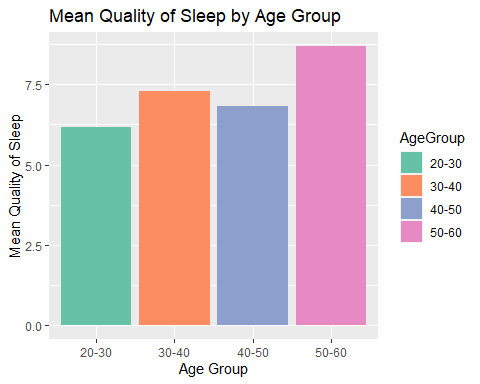 Mean Quality of Sleep by Age Group
Mean Quality of Sleep
7.5
5.0
2.5
0.0
20-30 30-40 40-50 50-60
Age Group
AgeGroup
20-30
30-40
40-50
50-60